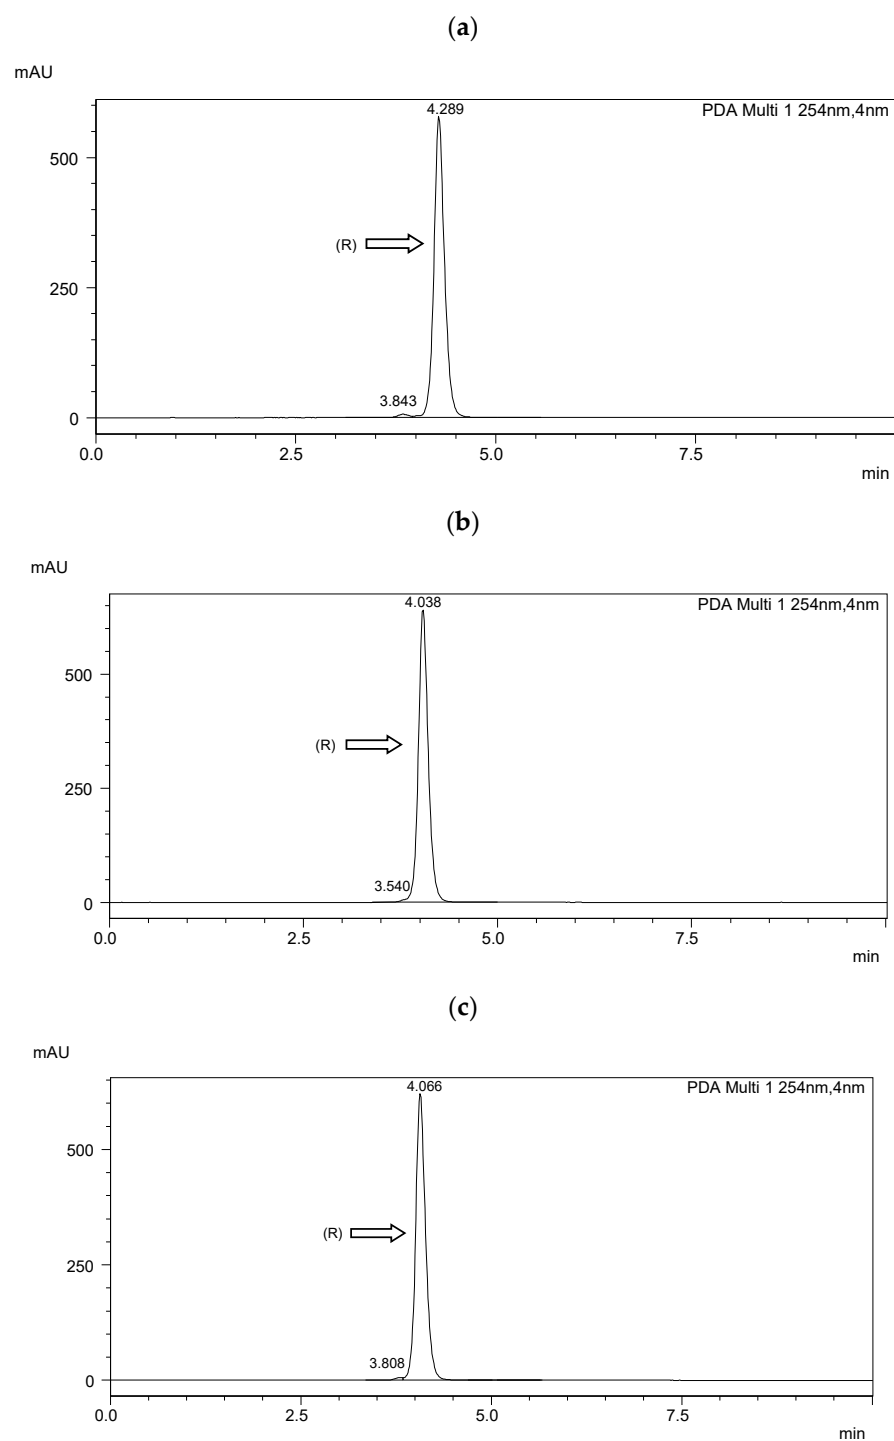 (a)
mAU
4.289
PDA Multi 1 254nm,4nm
500
(R)
250
3.843
0
0.0 2.5 5.0 7.5
min
(b)
mAU
4.038
PDA Multi 1 254nm,4nm
500
(R)
250
3.540
0
0.0 2.5 5.0 7.5
min
(c)
mAU
4.066
PDA Multi 1 254nm,4nm
500
(R)
250
3.808
0
0.0 2.5 5.0 7.5
min